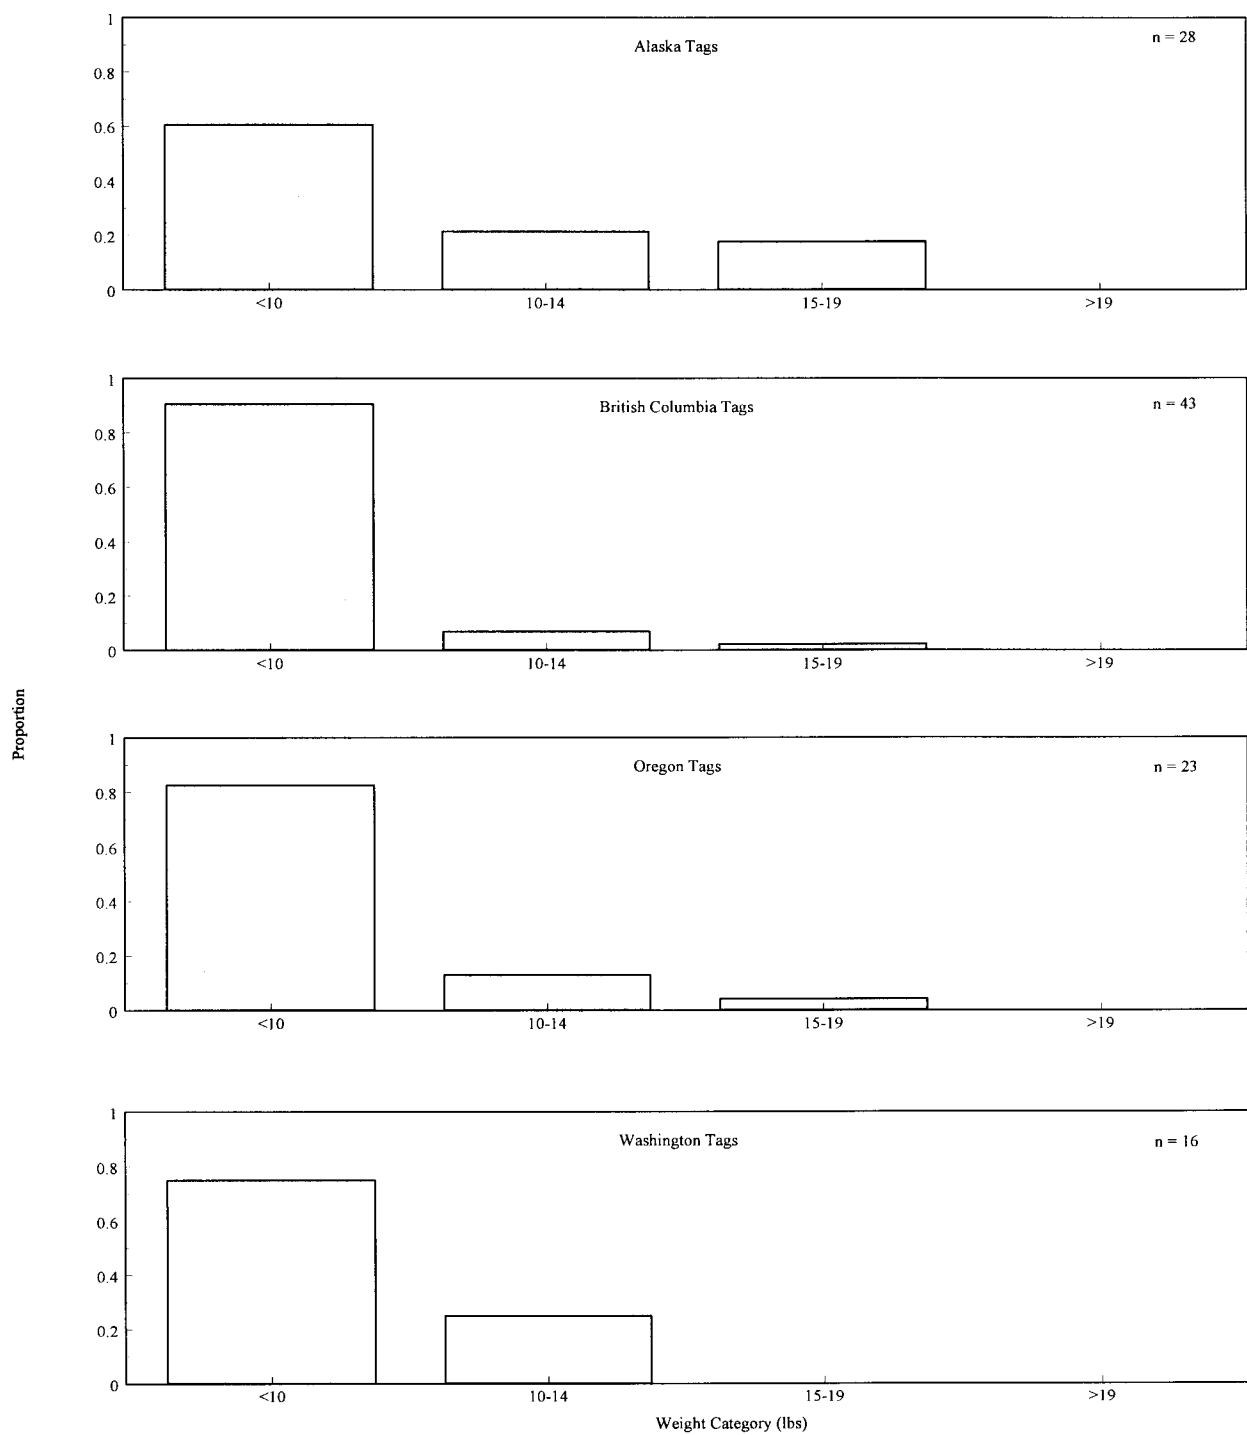 Proportion
1
Alaska Tags
n = 28
0.8
0.6
0.4
0.2
0
<10 10-14 15-19 >19
1
British Columbia Tags
n = 43
0.8
0.6
0.4
0.2
0
<10 10-14 15-19 >19
1
Oregon Tags
n = 23
0.8
0.6
0.4
0.2
0
<10 10-14 15-19 >19
1
Washington Tags
n = 16
0.8
0.6
0.4
0.2
0
<10 10-14 15-19 >19
Weight Category (lbs)